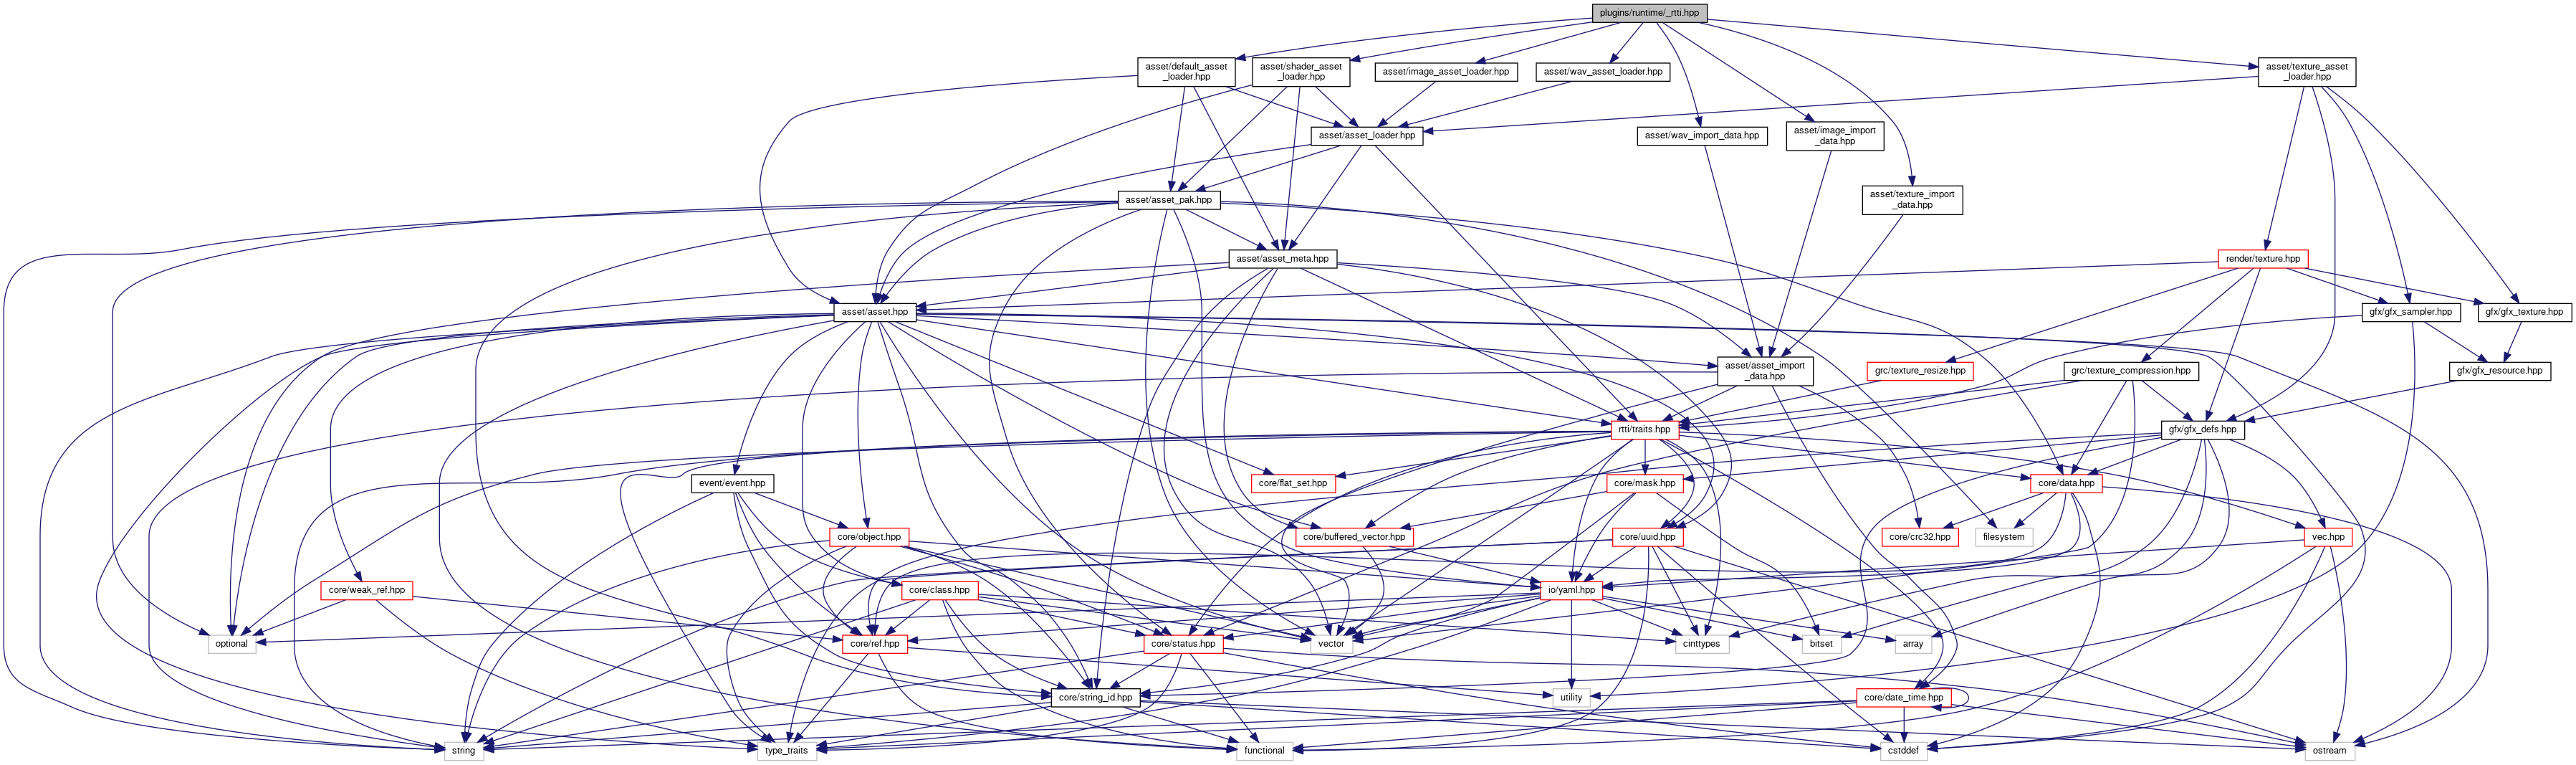 plugins/runtime/_rtti.hpp
asset/default_asset
_loader.hpp
asset/shader_asset
_loader.hpp
asset/image_asset_loader.hpp
asset/wav_asset_loader.hpp
asset/texture_asset
_loader.hpp
asset/asset_loader.hpp
asset/wav_import_data.hpp
asset/image_import
_data.hpp
asset/asset_pak.hpp
asset/texture_import
_data.hpp
asset/asset_meta.hpp
render/texture.hpp
asset/asset.hpp
gfx/gfx_sampler.hpp
gfx/gfx_texture.hpp
asset/asset_import
_data.hpp
grc/texture_resize.hpp
grc/texture_compression.hpp
gfx/gfx_resource.hpp
rtti/traits.hpp
gfx/gfx_defs.hpp
event/event.hpp
core/flat_set.hpp
core/mask.hpp
core/data.hpp
core/object.hpp
core/buffered_vector.hpp
core/uuid.hpp
core/crc32.hpp
filesystem
vec.hpp
core/weak_ref.hpp
core/class.hpp
io/yaml.hpp
optional
core/ref.hpp
core/status.hpp
vector
cinttypes
bitset
array
core/string_id.hpp
utility
core/date_time.hpp
string
type_traits
functional
cstddef
ostream